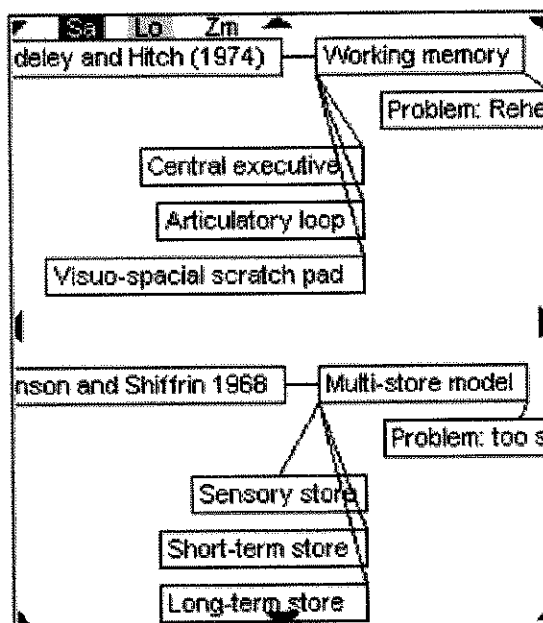 Sa Lo Zm
deley and Hitch (1974) Working memory
Problem: Rehe
Central executive
Articulatory loop
Visuo-spacial scratch pad
nson and Shiffrin 1968 Multi-store model
Problem: too s
Sensory store
Short-term store
Long-term store